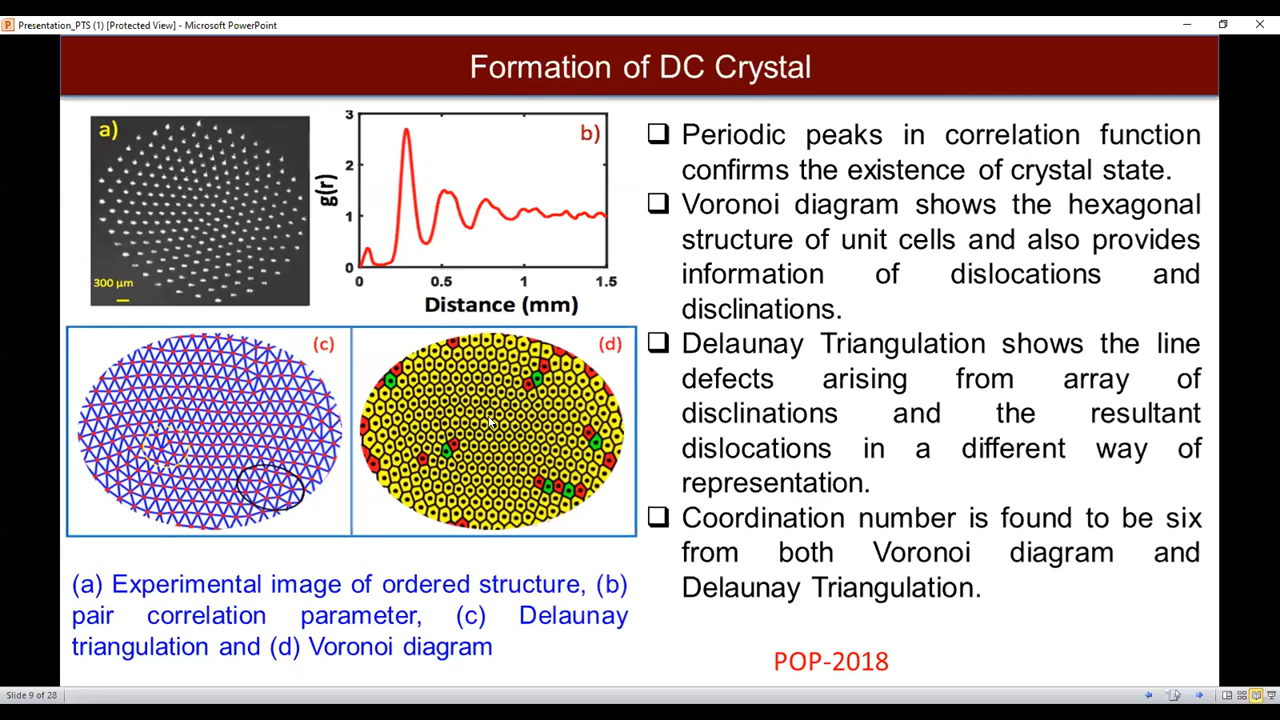 Presentation_PTS (1) [Protected View] - Microsoft PowerPoint
Formation of DC Crystal
a)
300 µm
b)
g(r)
3
2
1
0
0 0.5 1 1.5
Distance (mm)
(c)
(d)
(a) Experimental image of ordered structure, (b)
pair correlation parameter, (c) Delaunay
triangulation and (d) Voronoi diagram
Periodic peaks in correlation function
confirms the existence of crystal state.
Voronoi diagram shows the hexagonal
structure of unit cells and also provides
information of dislocations and
disclinations.
Delaunay Triangulation shows the line
defects arising from array of
disclinations and the resultant
dislocations in a different way of
representation.
Coordination number is found to be six
from both Voronoi diagram and
Delaunay Triangulation.
POP-2018
Slide 9 of 28